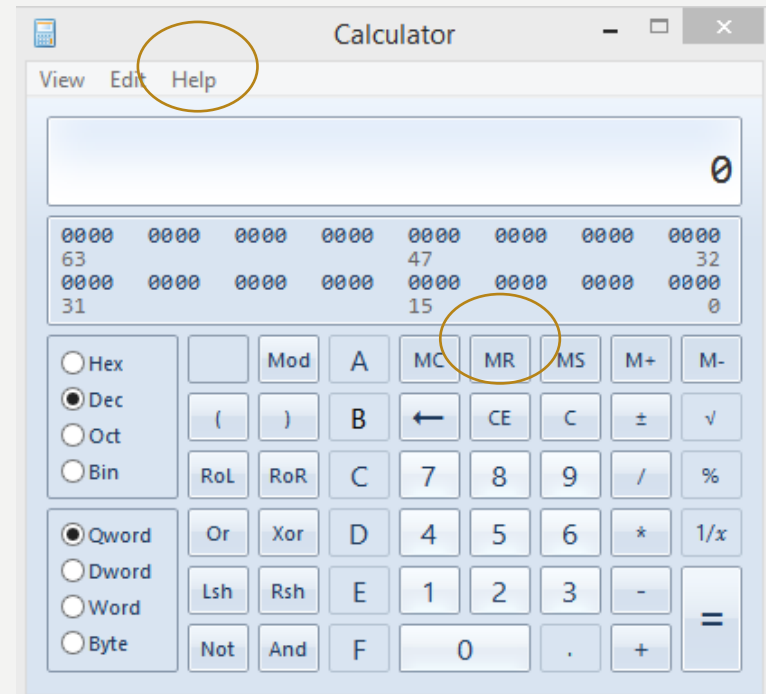 Calculator
View Edit Help
0
0000 0000 0000 0000 0000 0000 0000 0000
63 47 32
0000 0000 0000 0000 0000 0000 0000 0000
31 15 0
Hex Mod A MC MR MS M+ M-
Dec ( ) B ← CE C ± √
Oct
Bin RoL RoR C 7 8 9 / %
Qword Or Xor D 4 5 6 * 1/x
Dword
Word Lsh Rsh E 1 2 3 - =
Byte Not And F 0 . +